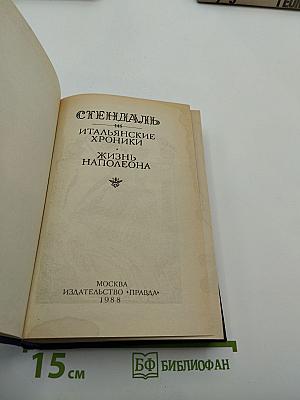 СТЕНДАЛЬ
ИТАЛЬЯНСКИЕ
ХРОНИКИ
ЖИЗНЬ
НАПОЛЕОНА
МОСКВА
ИЗДАТЕЛЬСТВО «ПРАВДА»
1988
15 см
БФ БИБЛИОФАН